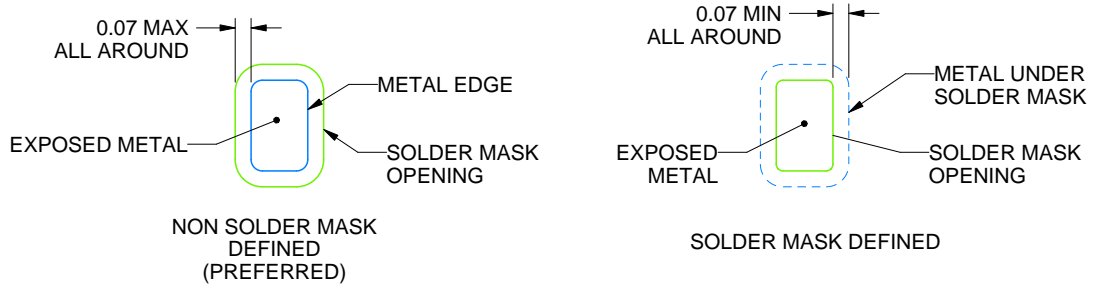 0.07 MAX
ALL AROUND
METAL EDGE
EXPOSED METAL
SOLDER MASK
OPENING
NON SOLDER MASK
DEFINED
(PREFERRED)
0.07 MIN
ALL AROUND
METAL UNDER
SOLDER MASK
EXPOSED
METAL
SOLDER MASK
OPENING
SOLDER MASK DEFINED